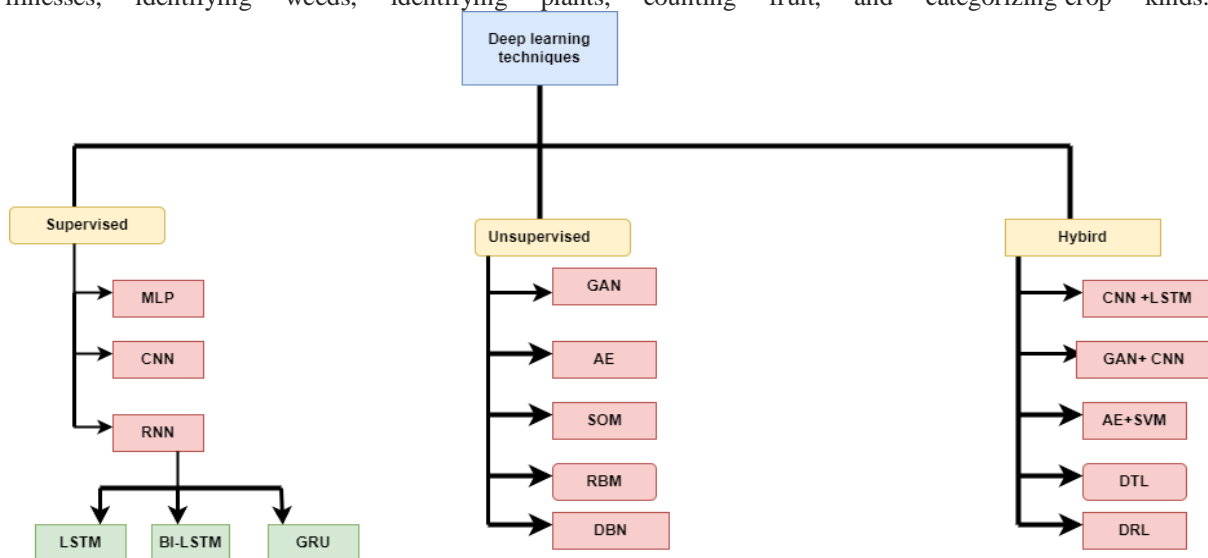 illnesses, identifying weeds, identifying plants, counting fruit, and categorizing crop kinds.
Deep learning
techniques
Supervised
Unsupervised
Hybird
MLP
CNN
RNN
LSTM
BI-LSTM
GRU
GAN
AE
SOM
RBM
DBN
CNN +LSTM
GAN+ CNN
AE+SVM
DTL
DRL